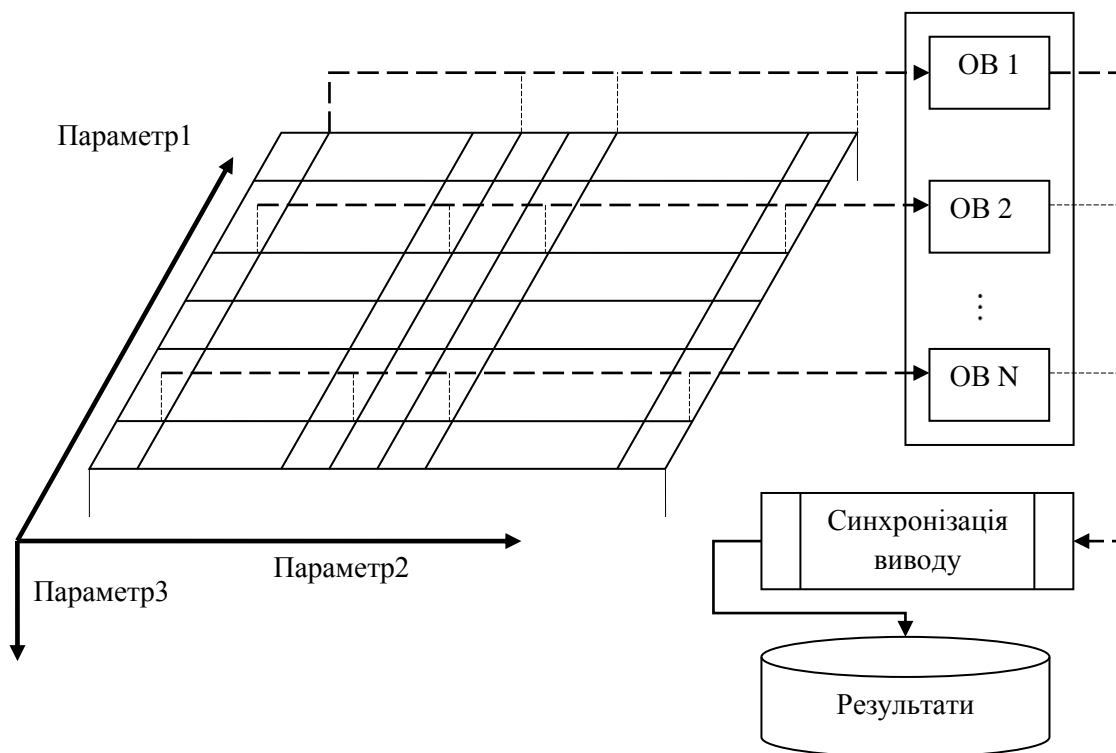 ОВ 1
Параметр1
ОВ 2
...
ОВ N
Синхронізація
виводу
Параметр2
Параметр3
Результати